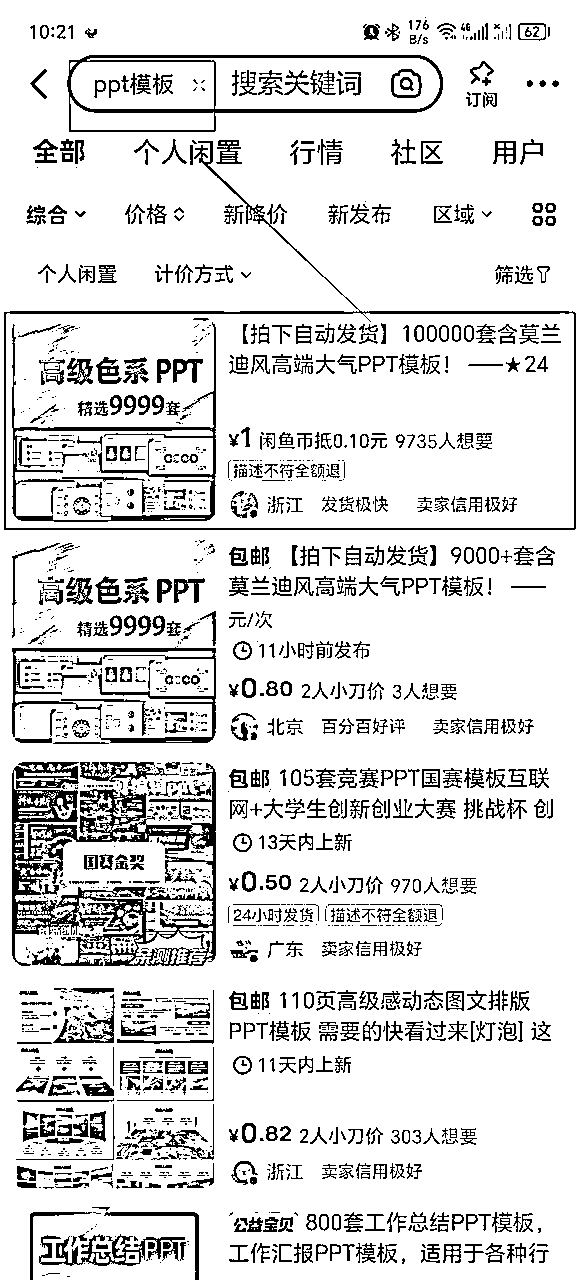 10:21
176 B/s
4G
62
ppt模板
搜索关键词
订阅
全部 个人闲置 行情 社区 用户
综合 价格 新降价 新发布 区域
个人闲置 计价方式 筛选
高级色系 PPT
精选9999套
【拍下自动发货】100000套含莫兰
迪风高端大气PPT模板！ ——★24
¥1 闲鱼币抵0.10元 9735人想要
描述不符全额退
浙江 发货极快 卖家信用极好
高级色系 PPT
精选9999套
包邮 【拍下自动发货】9000+套含
莫兰迪风高端大气PPT模板！ ——
元/次
11小时前发布
¥0.80 2人小刀价 3人想要
北京 百分百好评 卖家信用极好
国赛金奖
亲测推荐
包邮 105套竞赛PPT国赛模板互联
网+大学生创新创业大赛 挑战杯 创
13天内上新
¥0.50 2人小刀价 970人想要
24小时发货 描述不符全额退
广东 卖家信用极好
包邮 110页高级感动态图文排版
PPT模板 需要的快看过来[灯泡] 这
11天内上新
¥0.82 2人小刀价 303人想要
浙江 卖家信用极好
工作总结PPT
公益宝贝 800套工作总结PPT模板，
工作汇报PPT模板，适用于各种行